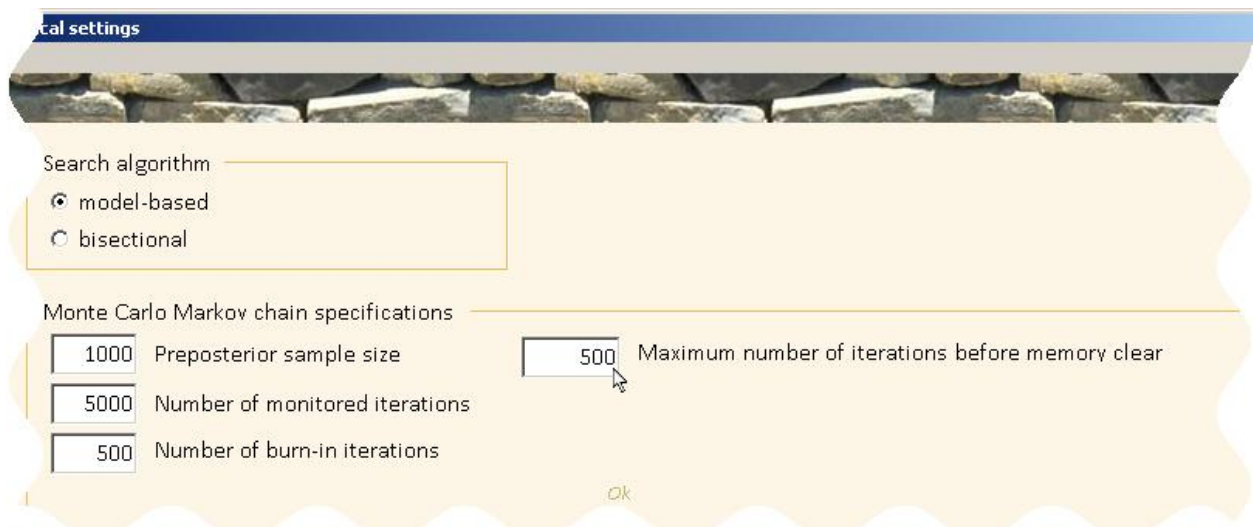 cal settings
Search algorithm
model-based
bisectional
Monte Carlo Markov chain specifications
1000 Preposterior sample size
500 Maximum number of iterations before memory clear
5000 Number of monitored iterations
500 Number of burn-in iterations
Ok